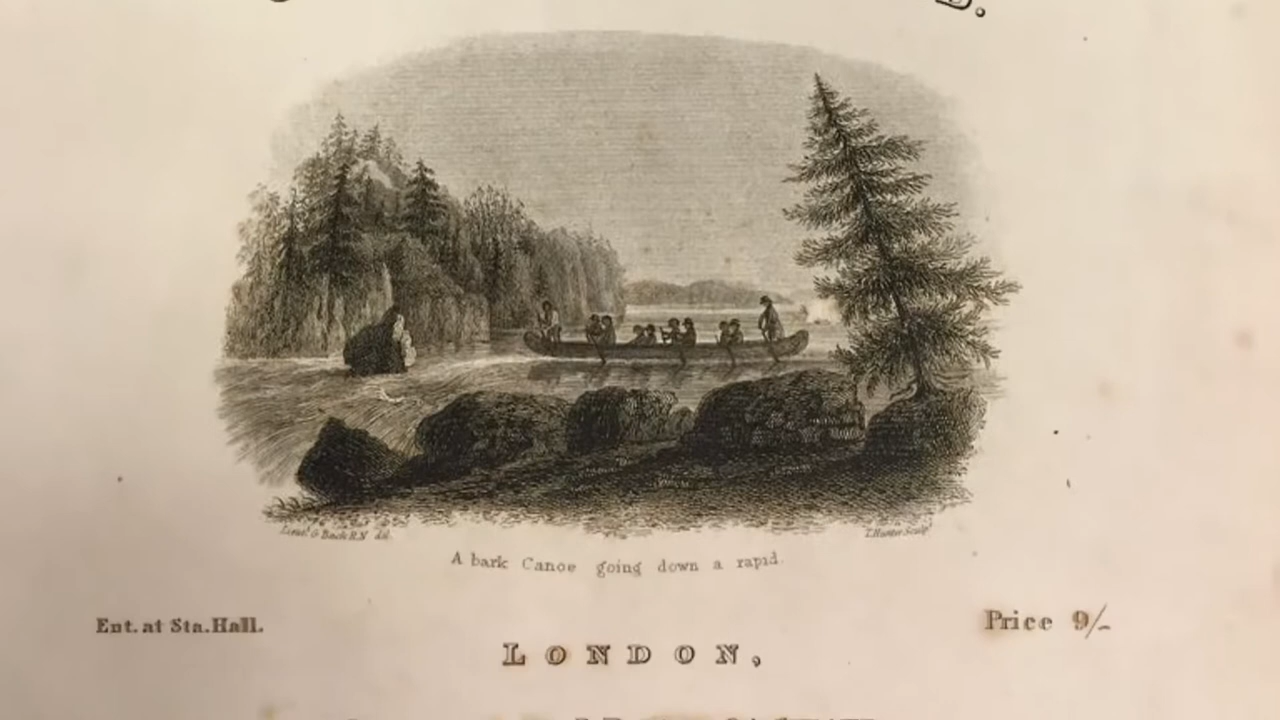 Lieut. G Back R.N del.
A bark Canoe going down a rapid.
Ent. at Sta. Hall.
Price 9/-
LONDON,